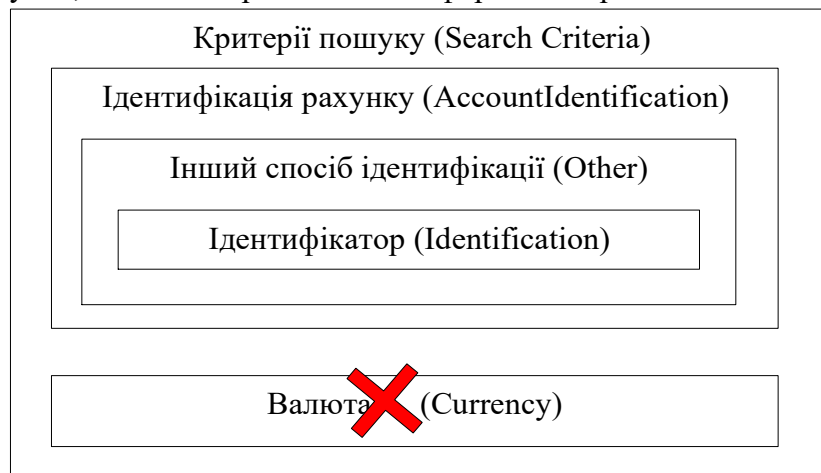 Критерії пошуку (Search Criteria)
Ідентифікація рахунку (AccountIdentification)
Інший спосіб ідентифікації (Other)
Ідентифікатор (Identification)
Валюта (Currency)